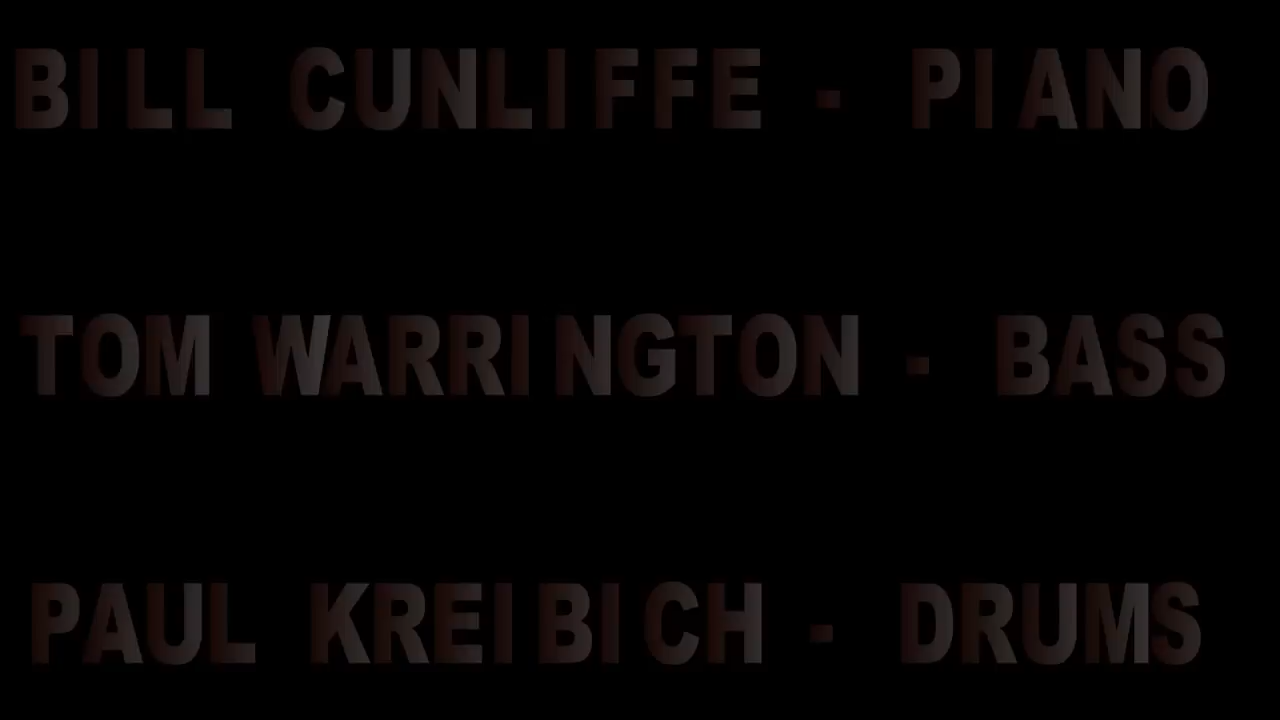 BILL CUNLIFFE - PIANO
TOM WARRINGTON - BASS
PAUL KREIBICH - DRUMS